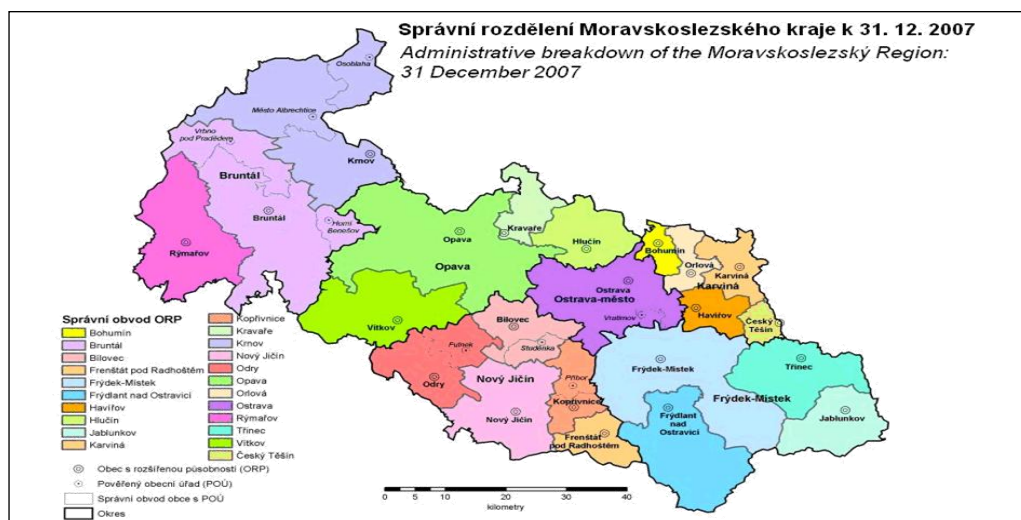 Správní rozdělení Moravskoslezského kraje k 31. 12. 2007
Administrative breakdown of the Moravskoslezský Region:
31 December 2007
Osoblaha
Město Albrechtice
Vrbno
pod Pradědem
Krnov
Bruntál
Bruntál
Horní
Benešov
Rýmařov
Kravaře
Opava
Hlučín
Opava
Bohumín
Orlová
Karviná
Karviná
Ostrava
Ostrava-město
Vratimov
Havířov
Český
Těšín
Vítkov
Bílovec
Studénka
Fulnek
Odry
Nový Jičín
Nový Jičín
Příbor
Kopřivnice
Frenštát
pod Radhoštěm
Frýdek-Místek
Frýdek-Místek
Třinec
Frýdlant
nad
Ostravicí
Jablunkov
Správní obvod ORP
Bohumín
Bruntál
Bílovec
Frenštát pod Radhoštěm
Frýdek-Místek
Frýdlant nad Ostravicí
Havířov
Hlučín
Jablunkov
Karviná
Kopřivnice
Kravaře
Krnov
Nový Jičín
Odry
Opava
Orlová
Ostrava
Rýmařov
Třinec
Vítkov
Český Těšín
Obec s rozšířenou působností (ORP)
Pověřený obecní úřad (POÚ)
Správní obvod obce s POÚ
Okres
0 5 10 20 30 40
kilometry